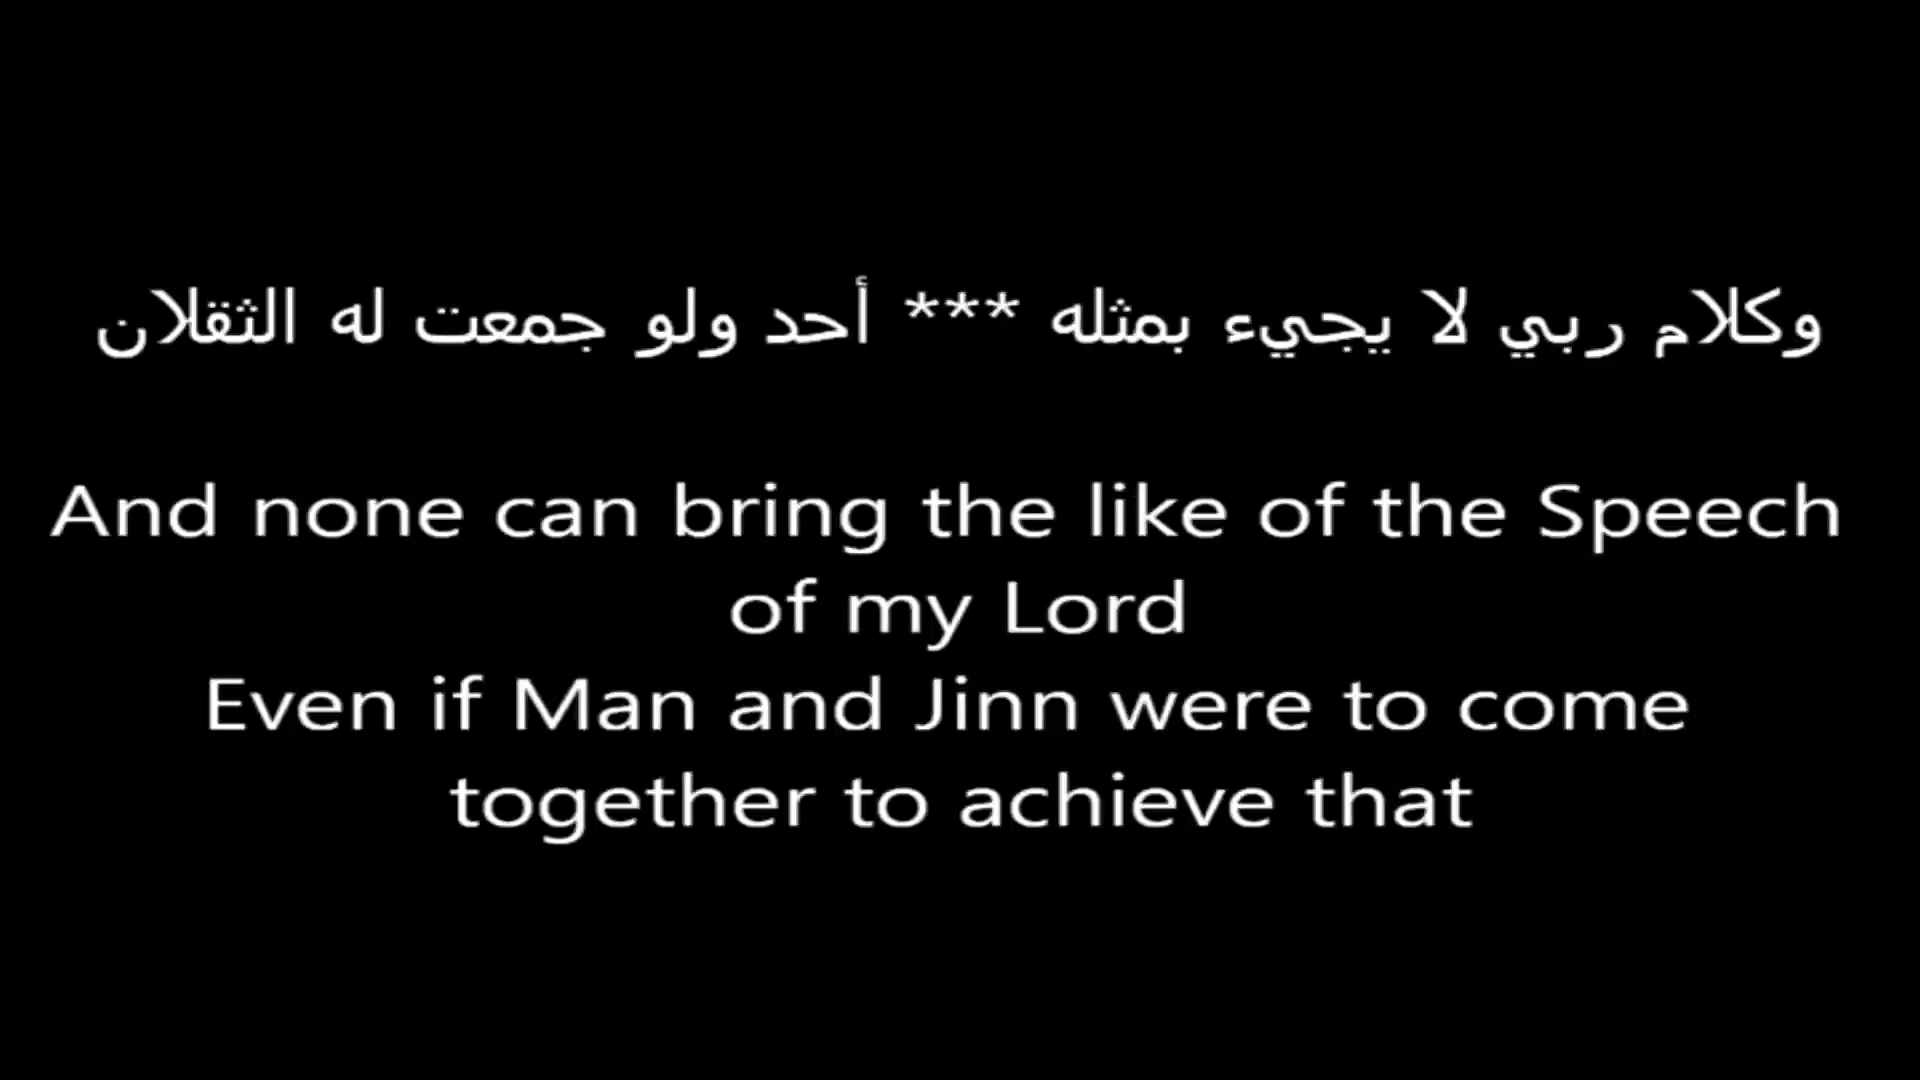 وكلام ربي لا يجيء بمثله *** أحد ولو جمعت له الثقلان
And none can bring the like of the Speech
of my Lord
Even if Man and Jinn were to come
together to achieve that